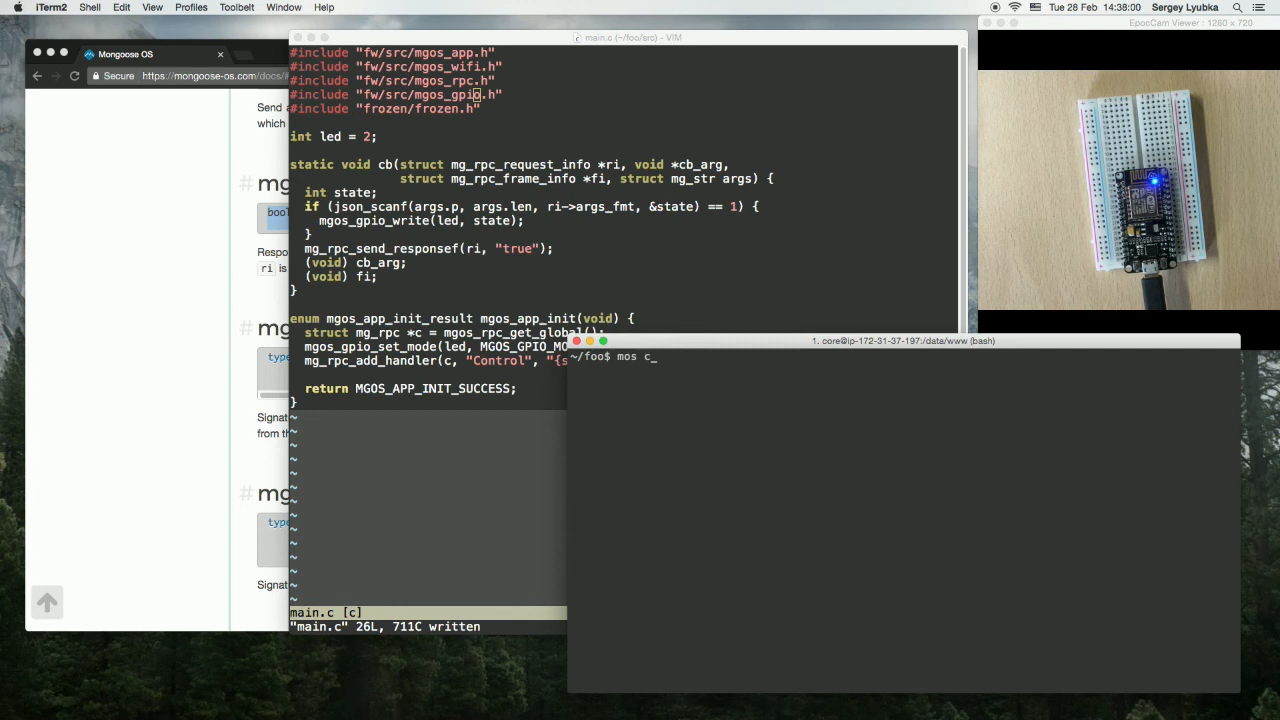 iTerm2 Shell Edit View Profiles Toolbelt Window Help Tue 28 Feb 14:38:00 Sergey Lyubka
EpocCam Viewer : 1280 x 720
Mongoose OS
Secure https://mongoose-os.com/docs/#
Send a
which
# mg
bool
Respo
ri is
# mg
type
Signat
from th
# mg
type
Signat
main.c (~/foo/src) - VIM
#include "fw/src/mgos_app.h"
#include "fw/src/mgos_wifi.h"
#include "fw/src/mgos_rpc.h"
#include "fw/src/mgos_gpio.h"
#include "frozen/frozen.h"
int led = 2;
static void cb(struct mg_rpc_request_info *ri, void *cb_arg,
struct mg_rpc_frame_info *fi, struct mg_str args) {
int state;
if (json_scanf(args.p, args.len, ri->args_fmt, &state) == 1) {
mgos_gpio_write(led, state);
}
mg_rpc_send_responsef(ri, "true");
(void) cb_arg;
(void) fi;
}
enum mgos_app_init_result mgos_app_init(void) {
struct mg_rpc *c = mgos_rpc_get_global();
mgos_gpio_set_mode(led, MGOS_GPIO_MO
mg_rpc_add_handler(c, "Control", "{s
return MGOS_APP_INIT_SUCCESS;
}
~
~
~
~
~
~
~
~
~
~
~
~
~
main.c [c]
"main.c" 26L, 711C written
1. core@ip-172-31-37-197:/data/www (bash)
~/foo$ mos c_